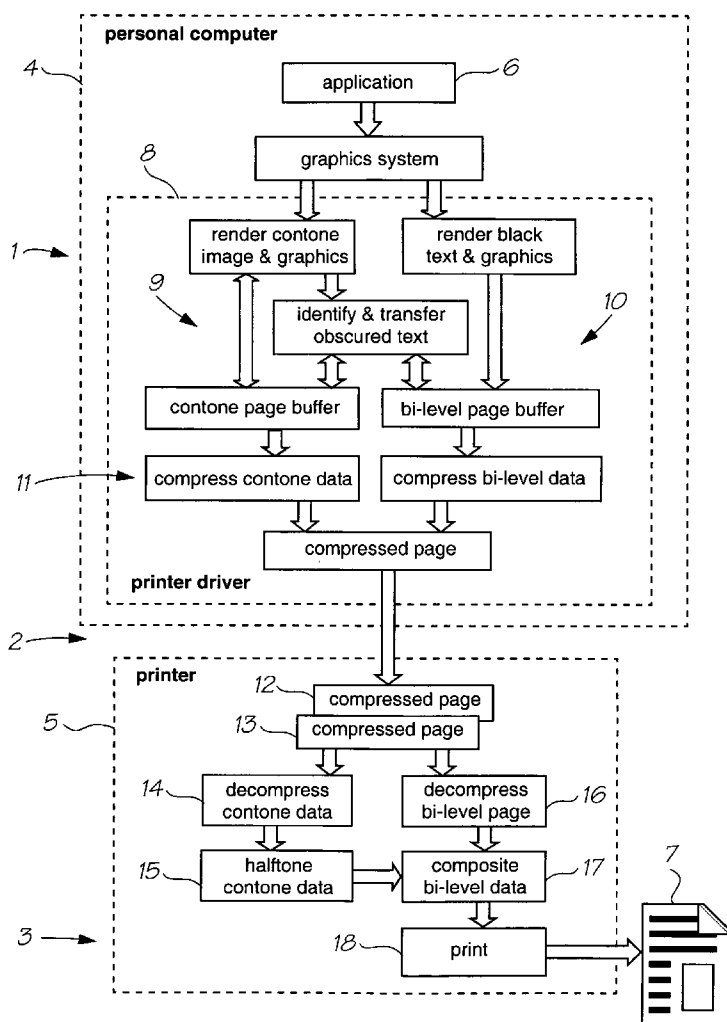 personal computer
4
application
6
graphics system
8
1
render contone
image & graphics
render black
text & graphics
9
identify & transfer
obscured text
10
contone page buffer
bi-level page buffer
11
compress contone data
compress bi-level data
compressed page
printer driver
2
printer
12
compressed page
5
13
compressed page
14
decompress
contone data
decompress
bi-level page
16
15
halftone
contone data
composite
bi-level data
17
7
3
18
print